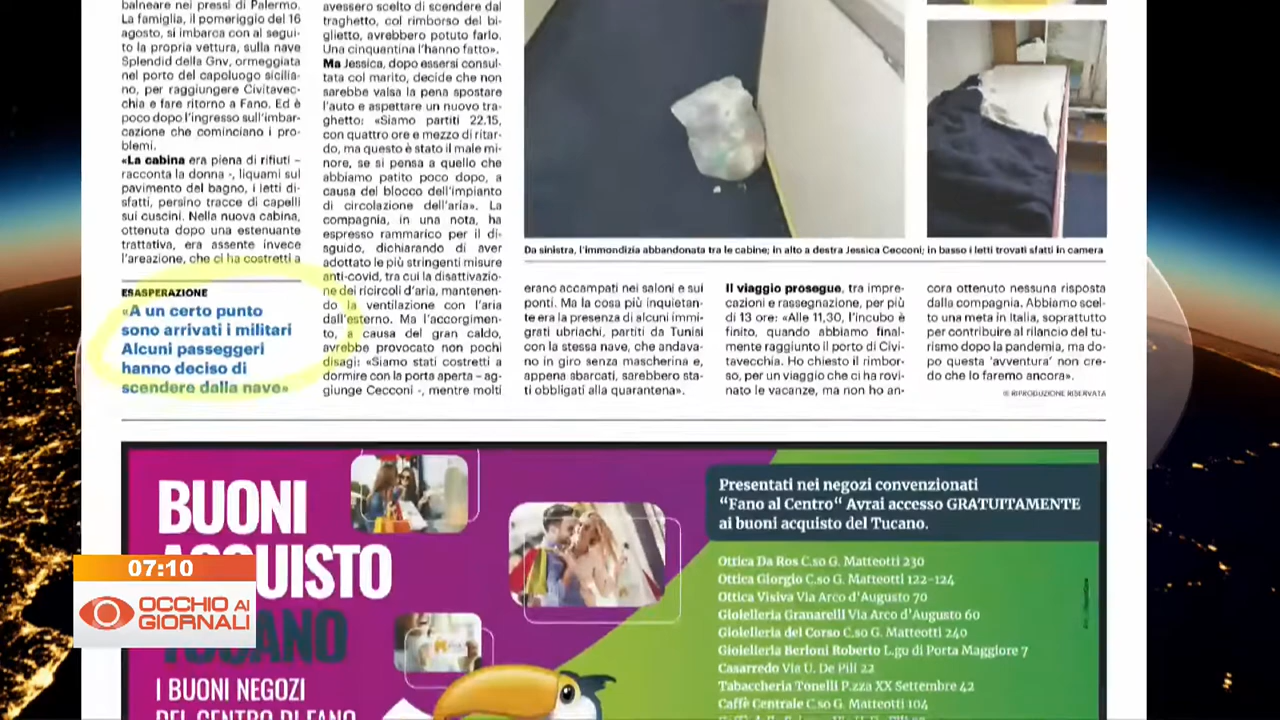 balneare nei pressi di Palermo.
La famiglia, il pomeriggio del 16
agosto, si imbarca con al segui-
to la propria vettura, sulla nave
Splendid della Gnv, ormeggiata
nel porto del capoluogo sicilia-
no, per raggiungere Civitavec-
chia e fare ritorno a Fano. Ed è
poco dopo l'ingresso sull'imbar-
cazione che cominciano i pro-
blemi.
«La cabina era piena di rifiuti –
racconta la donna -, liquami sul
pavimento del bagno, i letti di-
sfatti, persino tracce di capelli
sui cuscini. Nella nuova cabina,
ottenuta dopo una estenuante
trattativa, era assente invece
l'areazione, che ci ha costretti a
ESASPERAZIONE
«A un certo punto
sono arrivati i militari
Alcuni passeggeri
hanno deciso di
scendere dalla nave»
avessero scelto di scendere dal
traghetto, col rimborso del bi-
glietto, avrebbero potuto farlo.
Una cinquantina l'hanno fatto».
Ma Jessica, dopo essersi consul-
tata col marito, decide che non
sarebbe valsa la pena spostare
l'auto e aspettare un nuovo tra-
ghetto: «Siamo partiti 22.15,
con quattro ore e mezzo di ritar-
do, ma questo è stato il male mi-
nore, se si pensa a quello che
abbiamo patito poco dopo, a
causa del blocco dell'impianto
di circolazione dell'aria». La
compagnia, in una nota, ha
espresso rammarico per il di-
sguido, dichiarando di aver
adottato le più stringenti misure
anti-covid, tra cui la disattivazio-
ne dei ricircoli d'aria, mantenen-
do la ventilazione con l'aria
dall'esterno. Ma l'accorgimen-
to, a causa del gran caldo,
avrebbe provocato non pochi
disagi: «Siamo stati costretti a
dormire con la porta aperta – ag-
giunge Cecconi -, mentre molti
Da sinistra, l'immondizia abbandonata tra le cabine; in alto a destra Jessica Cecconi; in basso i letti trovati sfatti in camera
erano accampati nei saloni e sui
ponti. Ma la cosa più inquietan-
te era la presenza di alcuni immi-
grati ubriachi, partiti da Tunisi
con la stessa nave, che andava-
no in giro senza mascherina e,
appena sbarcati, sarebbero sta-
ti obbligati alla quarantena».
Il viaggio prosegue, tra impre-
cazioni e rassegnazione, per più
di 13 ore: «Alle 11,30, l'incubo è
finito, quando abbiamo final-
mente raggiunto il porto di Civi-
tavecchia. Ho chiesto il rimbor-
so, per un viaggio che ci ha rovi-
nato le vacanze, ma non ho an-
cora ottenuto nessuna risposta
dalla compagnia. Abbiamo scel-
to una meta in Italia, soprattutto
per contribuire al rilancio del tu-
rismo dopo la pandemia, ma do-
po questa 'avventura' non cre-
do che lo faremo ancora».
© RIPRODUZIONE RISERVATA
BUONI
ACQUISTO
TUCANO
I BUONI NEGOZI
DEL CENTRO DI FANO
Presentati nei negozi convenzionati
“Fano al Centro“ Avrai accesso GRATUITAMENTE
ai buoni acquisto del Tucano.
Ottica Da Ros C.so G. Matteotti 230
Ottica Giorgio C.so G. Matteotti 122-124
Ottica Visiva Via Arco d'Augusto 70
Gioielleria Granarelli Via Arco d'Augusto 60
Gioielleria del Corso C.so G. Matteotti 240
Gioielleria Berloni Roberto L.go di Porta Maggiore 7
Casarredo Via U. De Pili 22
Tabaccheria Tonelli P.zza XX Settembre 42
Caffè Centrale C.so G. Matteotti 104
07:10
OCCHIO AI
GIORNALI